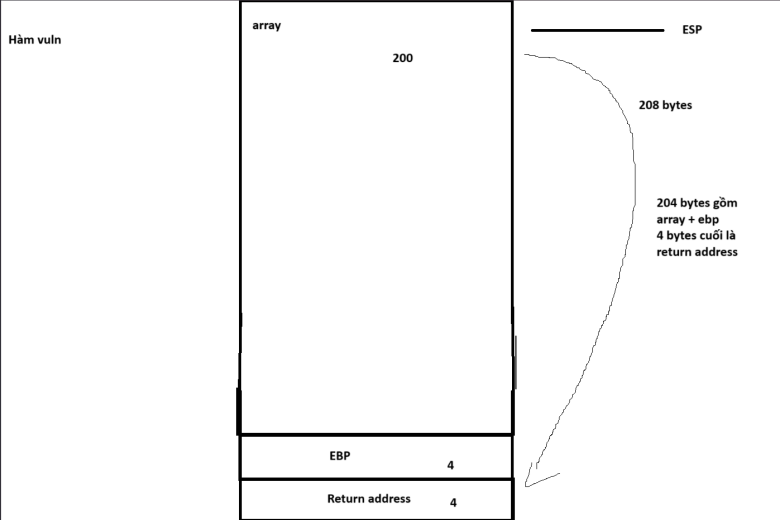 Hàm vuln
array
200
ESP
208 bytes
204 bytes gồm
array + ebp
4 bytes cuối là
return address
EBP
4
Return address
4